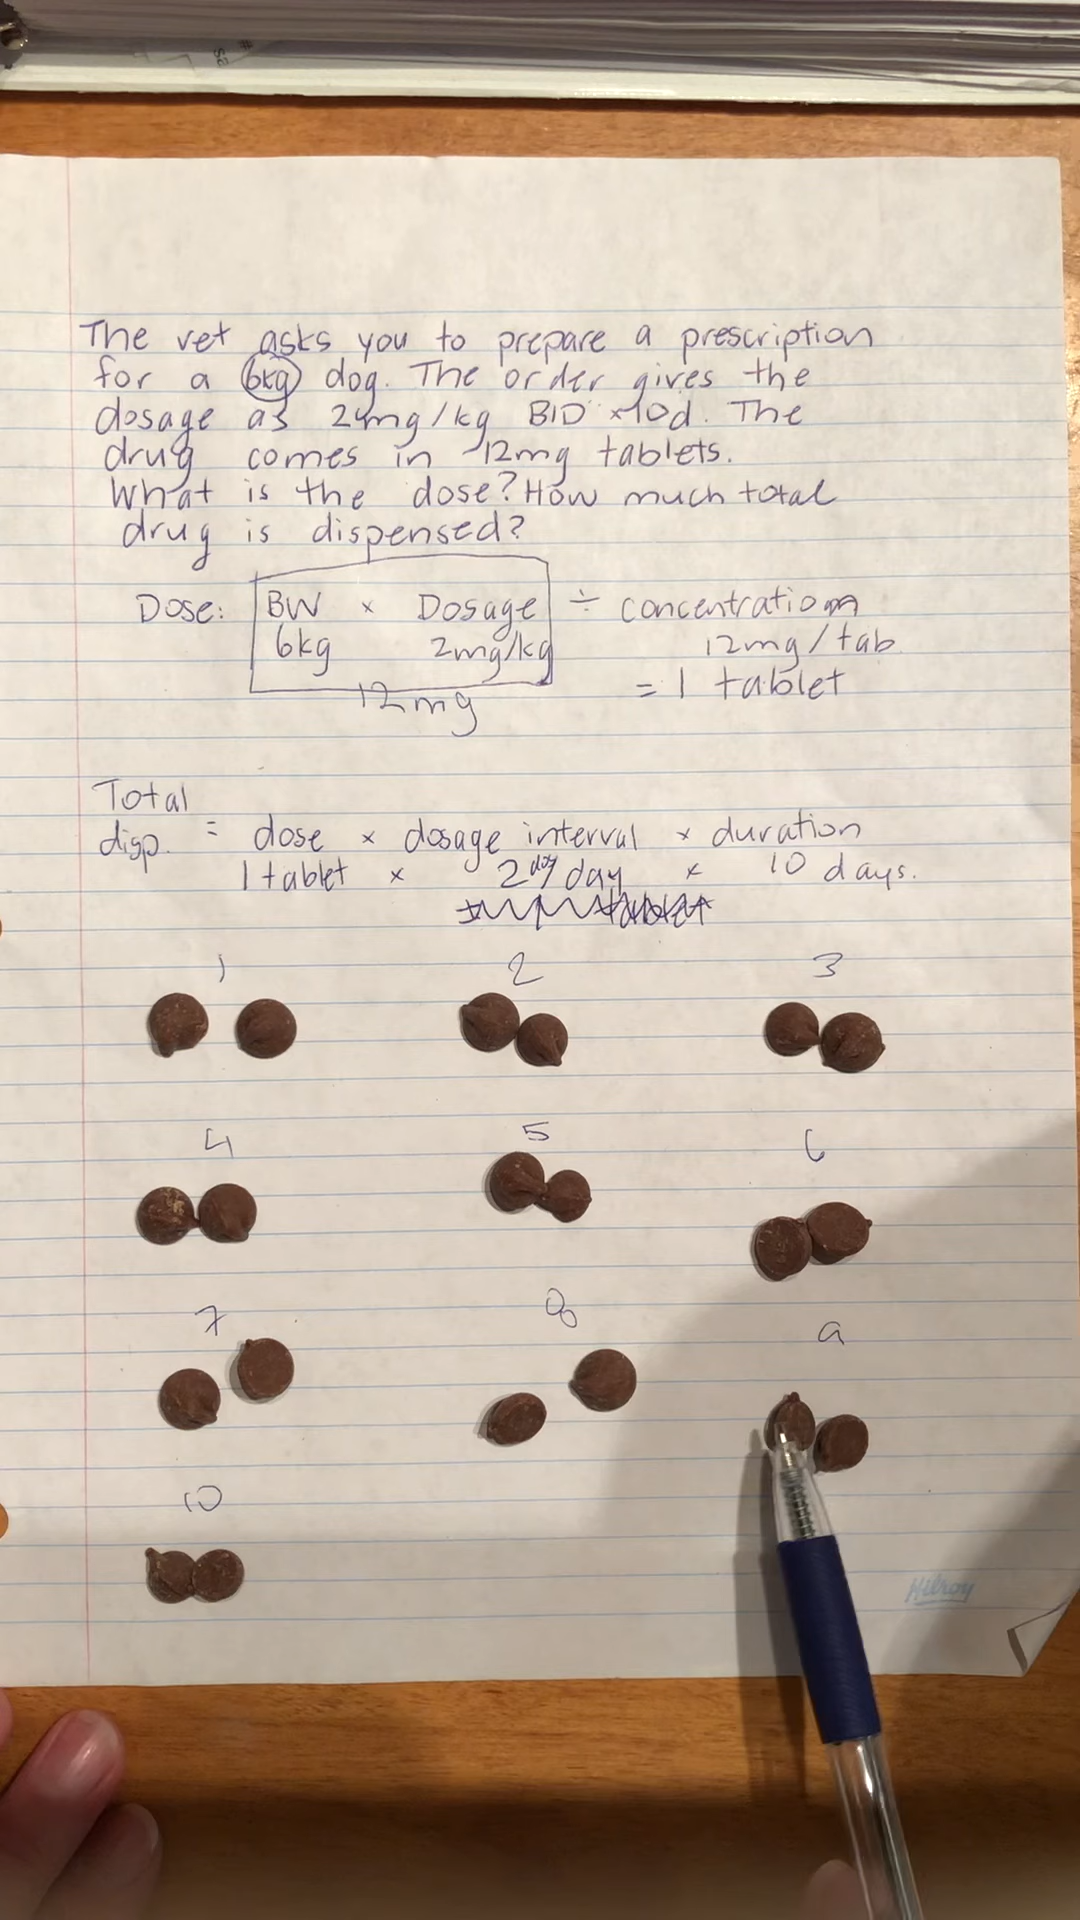 The vet asks you to prepare a prescription
for a 6kg dog. The order gives the
dosage as 2mg/kg BID x10d. The
drug comes in 12mg tablets.
What is the dose? How much total
drug is dispensed?
Dose: BW x Dosage ÷ concentration
6kg 2mg/kg 12mg/tab
12mg = 1 tablet
Total
disp. = dose x dosage interval x duration
1 tablet x 2 day x 10 days.
1 2 3
4 5 6
7 8 9
10
Hilroy